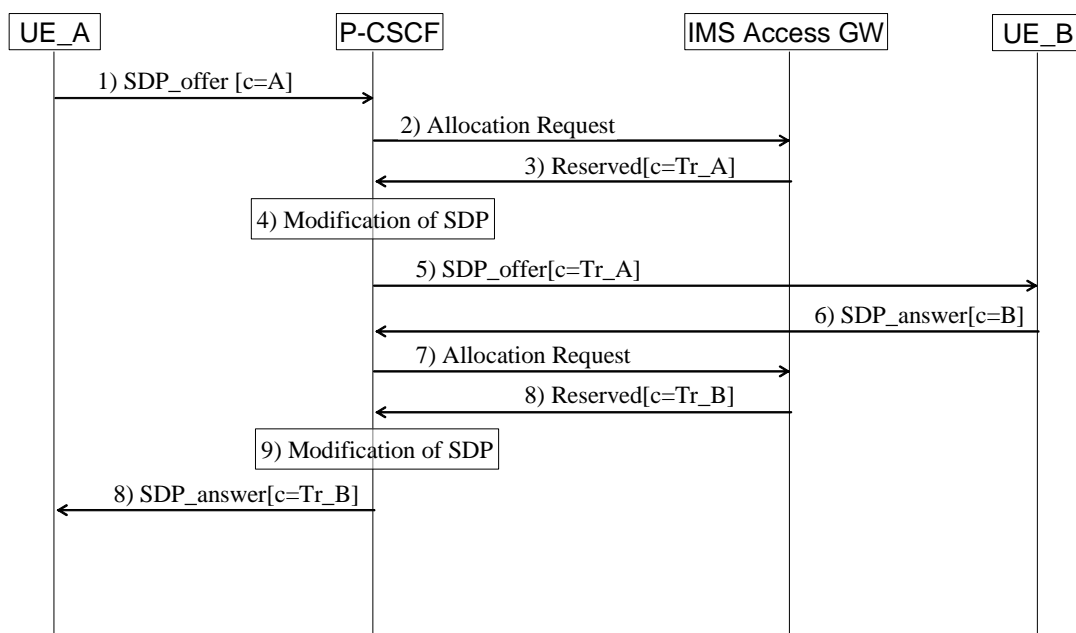 UE_A
P-CSCF
IMS Access GW
UE_B
1) SDP_offer [c=A]
2) Allocation Request
3) Reserved[c=Tr_A]
4) Modification of SDP
5) SDP_offer[c=Tr_A]
6) SDP_answer[c=B]
7) Allocation Request
8) Reserved[c=Tr_B]
9) Modification of SDP
8) SDP_answer[c=Tr_B]